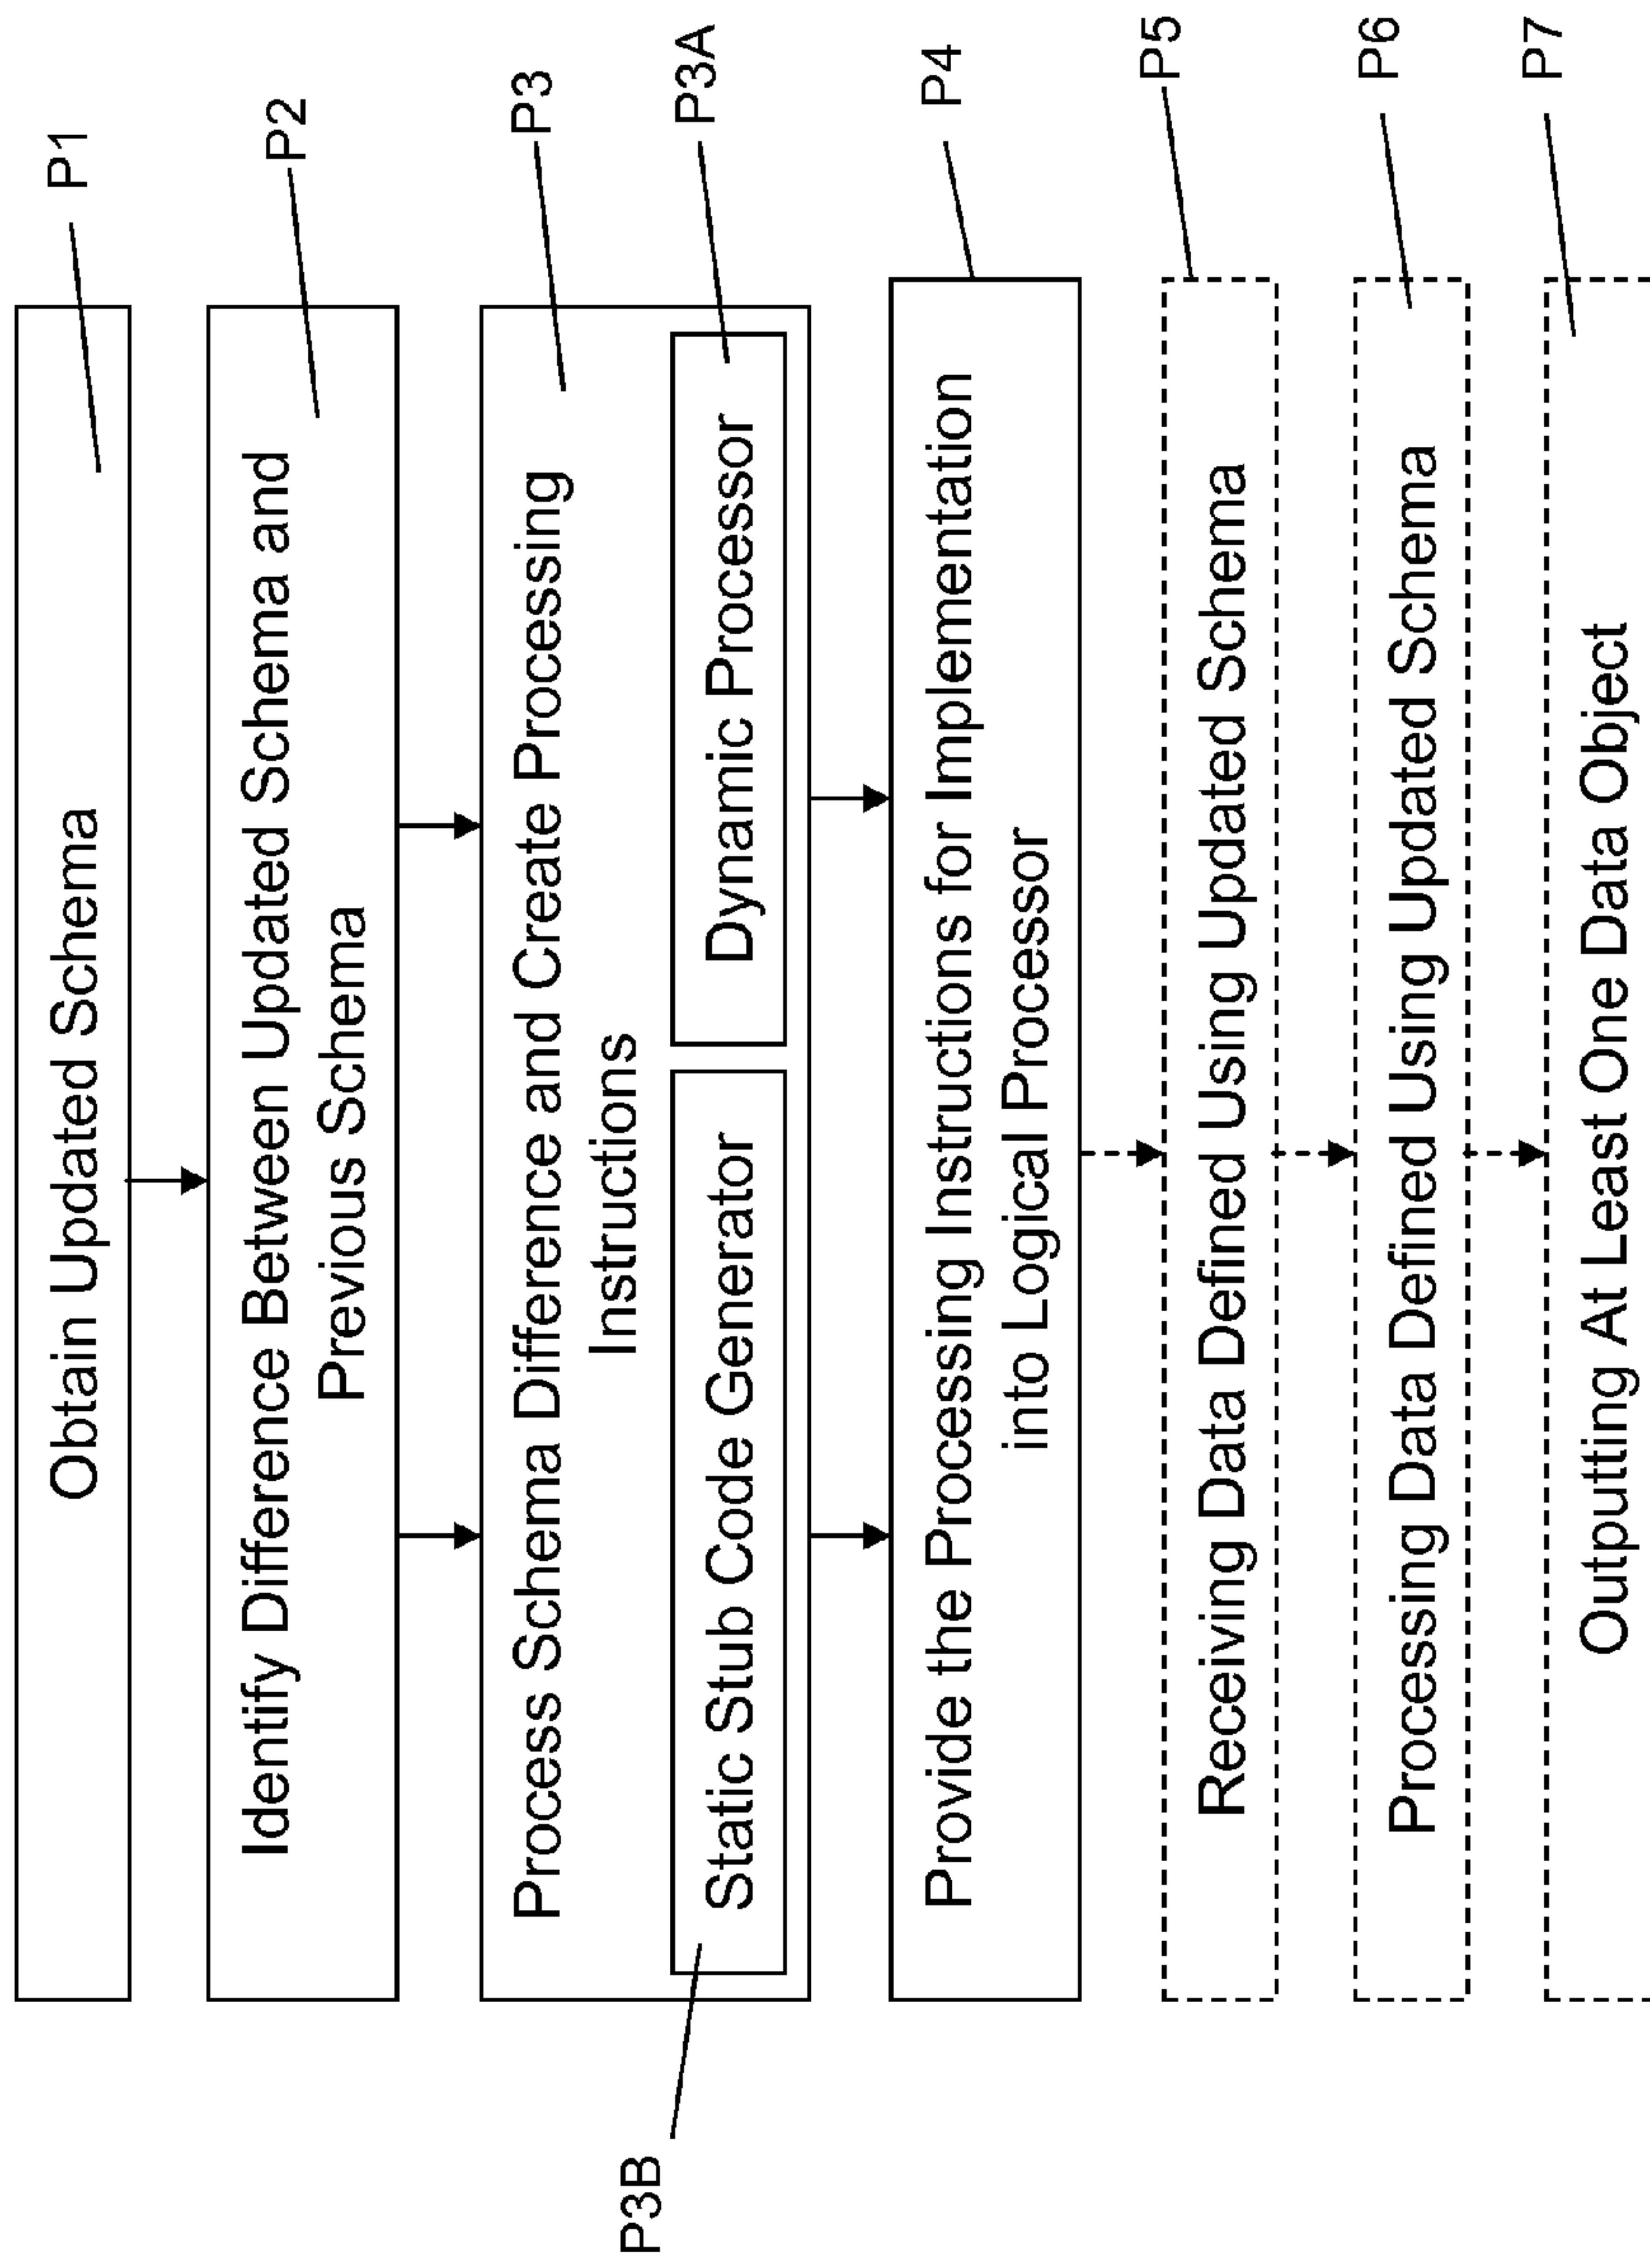 Obtain Updated Schema
P1
Identify Difference Between Updated Schema and
Previous Schema
P2
Process Schema Difference and Create Processing
Instructions
P3
Static Stub Code Generator
P3B
Dynamic Processor
P3A
Provide the Processing Instructions for Implementation
into Logical Processor
P4
Receiving Data Defined Using Updated Schema
P5
Processing Data Defined Using Updated Schema
P6
Outputting At Least One Data Object
P7